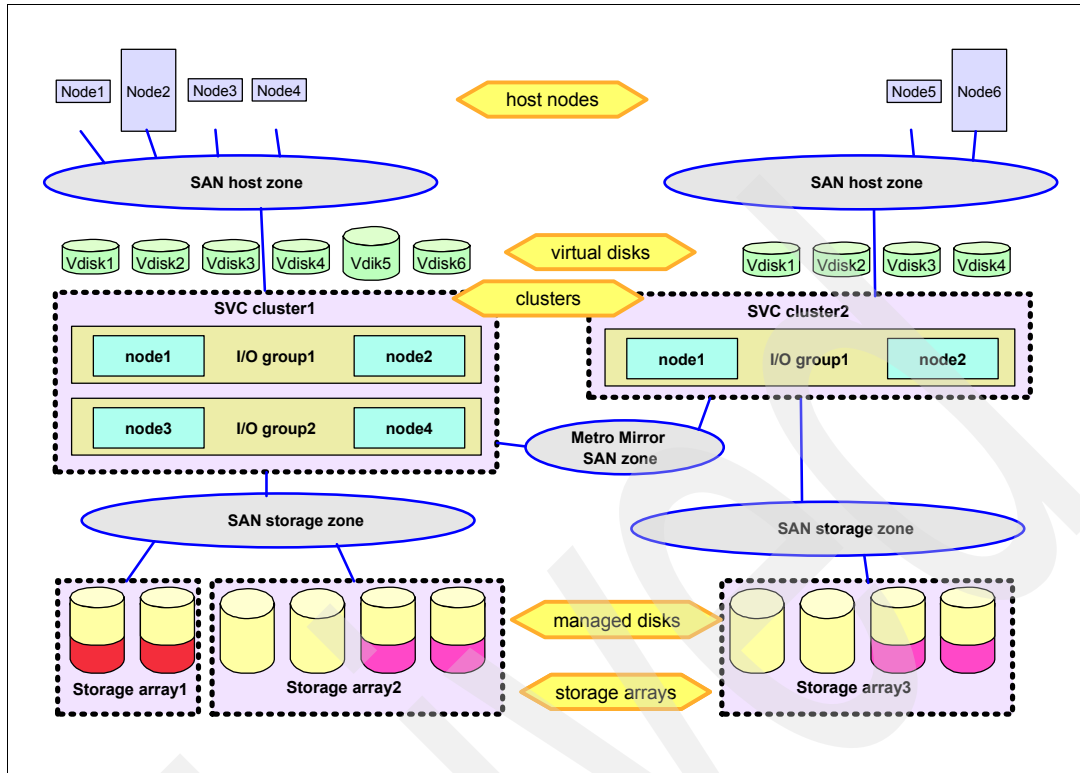 Node1
Node2
Node3
Node4
host nodes
Node5
Node6
SAN host zone
SAN host zone
Vdisk1
Vdisk2
Vdisk3
Vdisk4
Vdik5
Vdisk6
virtual disks
Vdisk1
Vdisk2
Vdisk3
Vdisk4
clusters
SVC cluster1
SVC cluster2
node1
I/O group1
node2
node1
I/O group1
node2
node3
I/O group2
node4
Metro Mirror
SAN zone
SAN storage zone
SAN storage zone
managed disks
Storage array1
Storage array2
storage arrays
Storage array3